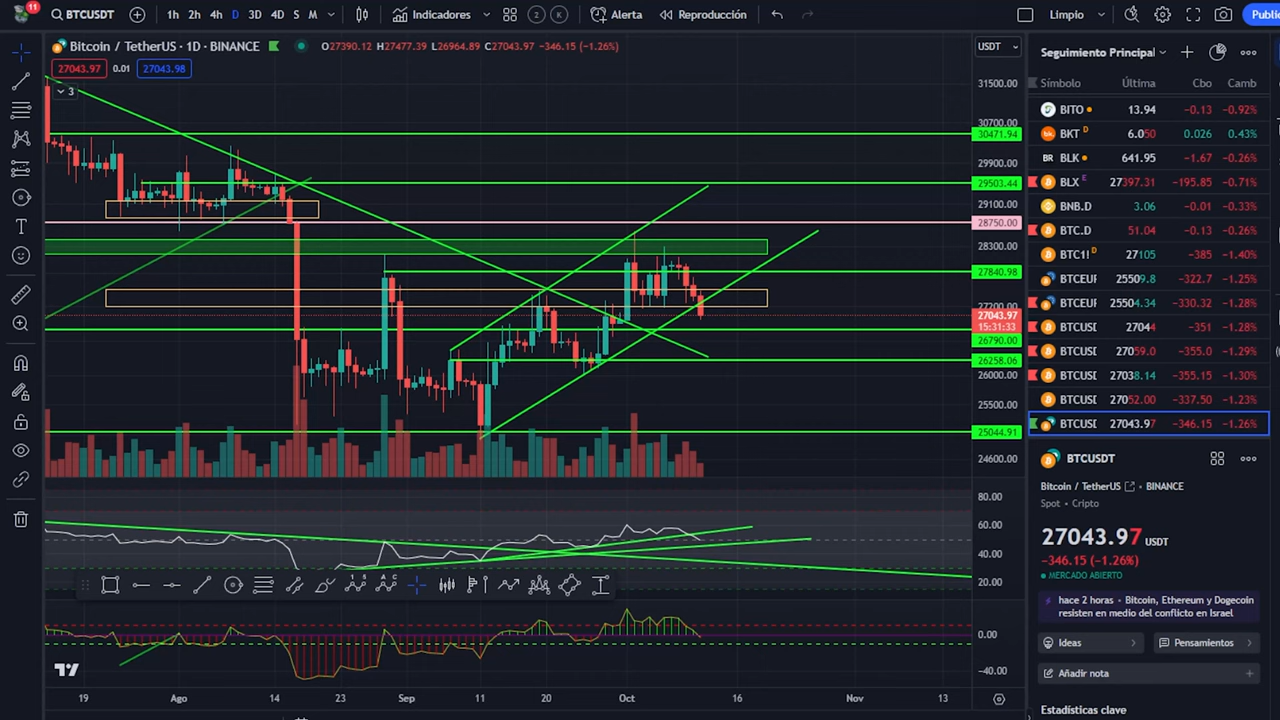 11
BTCUSDT
1h 2h 4h D 3D 4D S M
Indicadores
2
K
Alerta
Reproducción
Limpio
Public
Bitcoin / TetherUS · 1D · BINANCE
O27390.12 H27477.39 L26964.89 C27043.97 −346.15 (−1.26%)
27043.97 0.01 27043.98
3
USDT
31500.00
30700.00
30471.94
29900.00
29503.44
29100.00
28750.00
28300.00
27840.98
27200.00
27043.97
15:31:33
26790.00
26258.06
26000.00
25500.00
25044.91
24600.00
80.00
60.00
40.00
20.00
0.00
−40.00
19 Ago 14 23 Sep 11 20 Oct 16 Nov 13
Seguimiento Principal
Símbolo Última Cbo Camb
BITO 13.94 −0.13 −0.92%
BKT D 6.050 0.026 0.43%
BLK 641.95 −1.67 −0.26%
BLX E 27397.31 −195.85 −0.71%
BNB.D 3.06 −0.01 −0.33%
BTC.D 51.04 −0.13 −0.26%
BTC1! D 27105 −385 −1.40%
BTCEUR 25509.8 −322.7 −1.25%
BTCEUR 25504.34 −330.32 −1.28%
BTCUSD 27044 −351 −1.28%
BTCUSD 27059.0 −355.0 −1.29%
BTCUSD 27038.14 −355.15 −1.30%
BTCUSD 27052.00 −337.50 −1.23%
BTCUSD 27043.97 −346.15 −1.26%
BTCUSDT
Bitcoin / TetherUS · BINANCE
Spot · Cripto
27043.97 USDT
−346.15 (−1.26%)
MERCADO ABIERTO
hace 2 horas · Bitcoin, Ethereum y Dogecoin
resisten en medio del conflicto en Israel
Ideas
Pensamientos
Añadir nota
Estadísticas clave